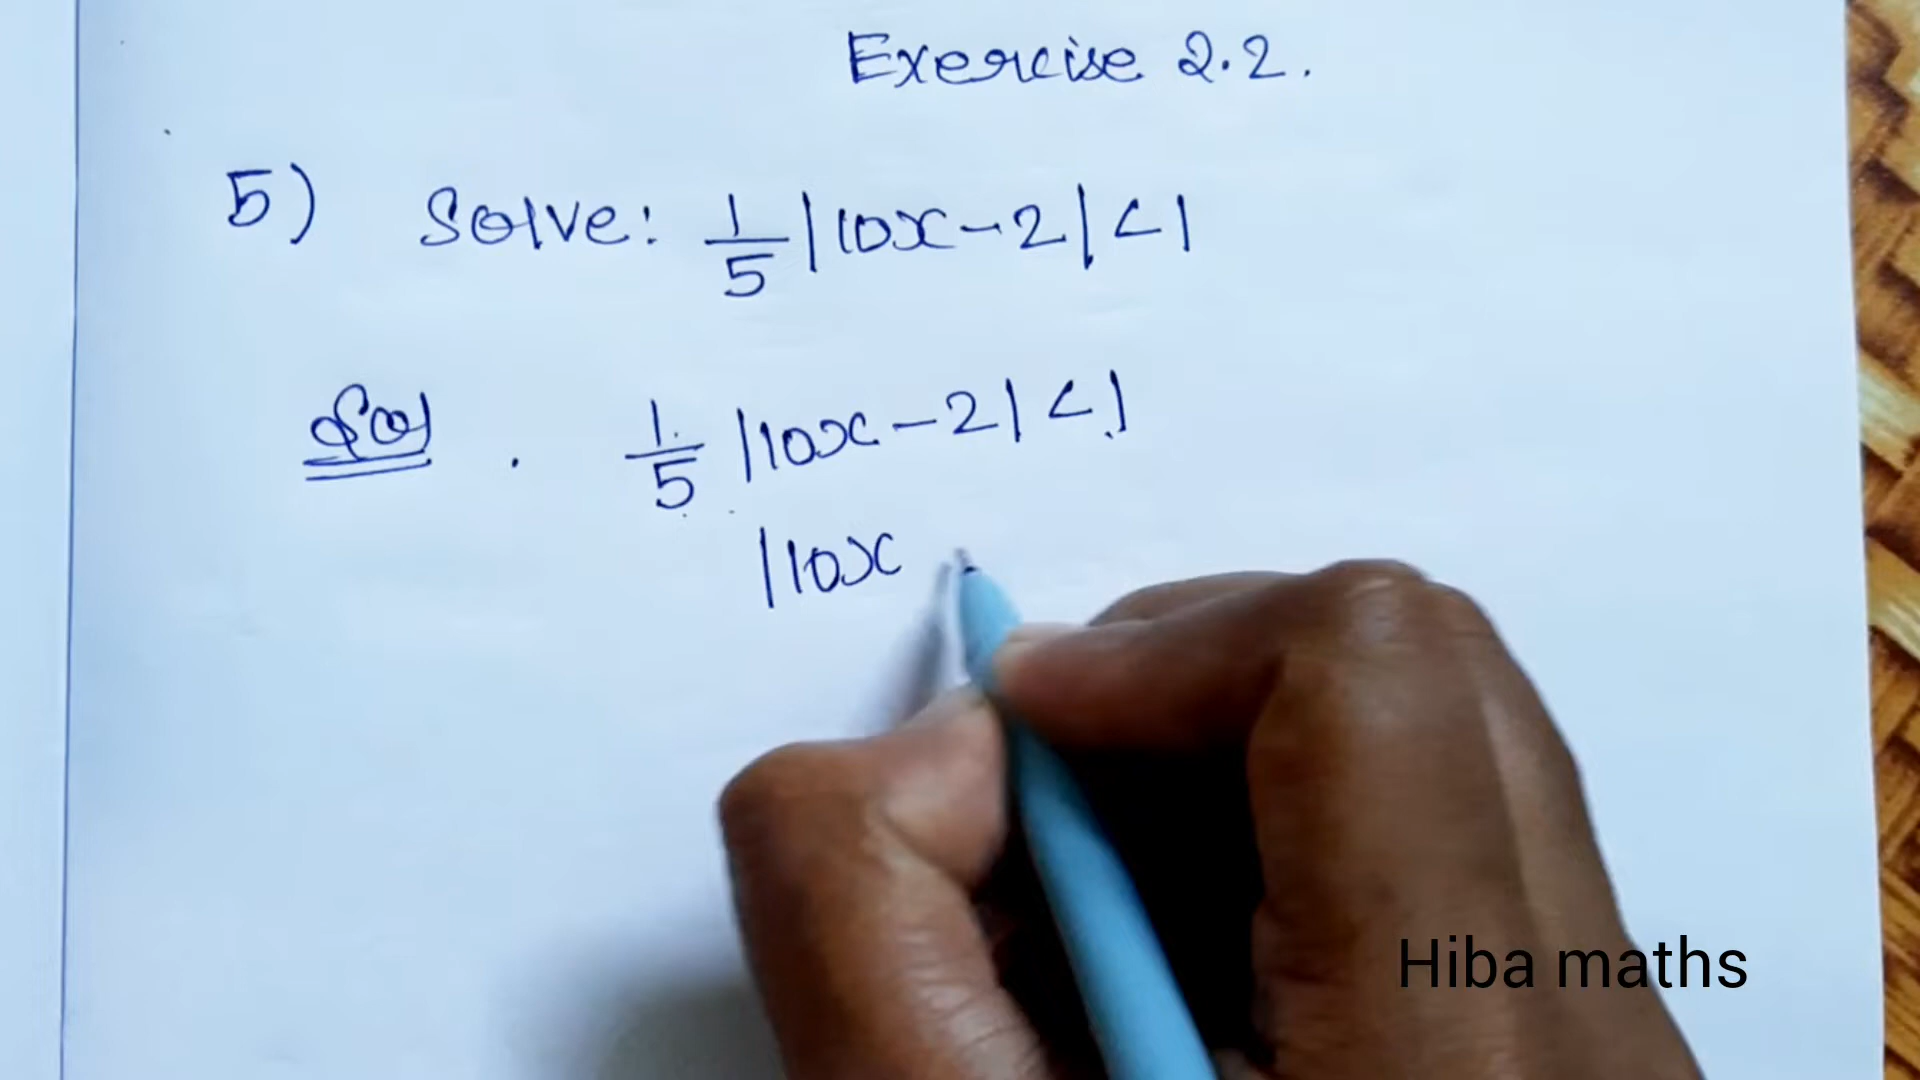 Exercise 2.2.
5) Solve: 1/5 |10x-2| < 1
Sol . 1/5 |10x-2| < 1
|10x
Hiba maths